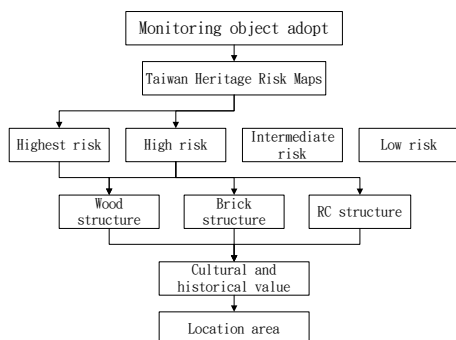 Monitoring object adopt
Taiwan Heritage Risk Maps
Highest risk
High risk
Intermediate
risk
Low risk
Wood
structure
Brick
structure
RC structure
Cultural and
historical value
Location area